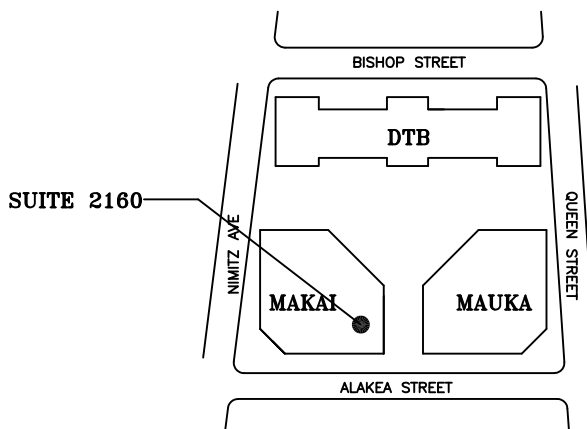 BISHOP STREET
DTB
SUITE 2160
NIMITZ AVE
QUEEN STREET
MAKAI
MAUKA
ALAKEA STREET